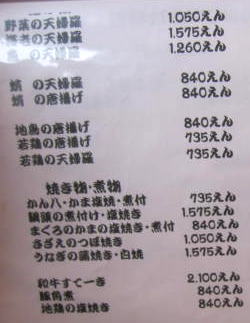 野菜の天婦羅 1.050えん
海老の天婦羅 1.575えん
の天婦羅 1.260えん
蛸 の天婦羅 840えん
蛸 の唐揚げ 840えん
地鳥の唐揚げ 840えん
若鶏の唐揚げ 735えん
若鶏の天婦羅 735えん
焼き物・煮物
かん八・かま塩焼・煮付 735えん
鯛頭の煮付け・塩焼き 1.575えん
まぐろのかまの塩焼き・煮付 840えん
さざえのつぼ焼き 1.050えん
うなぎの蒲焼き・白焼 1.575えん
和牛すてーき 2.100えん
豚角煮 840えん
地鶏の塩焼き 840えん